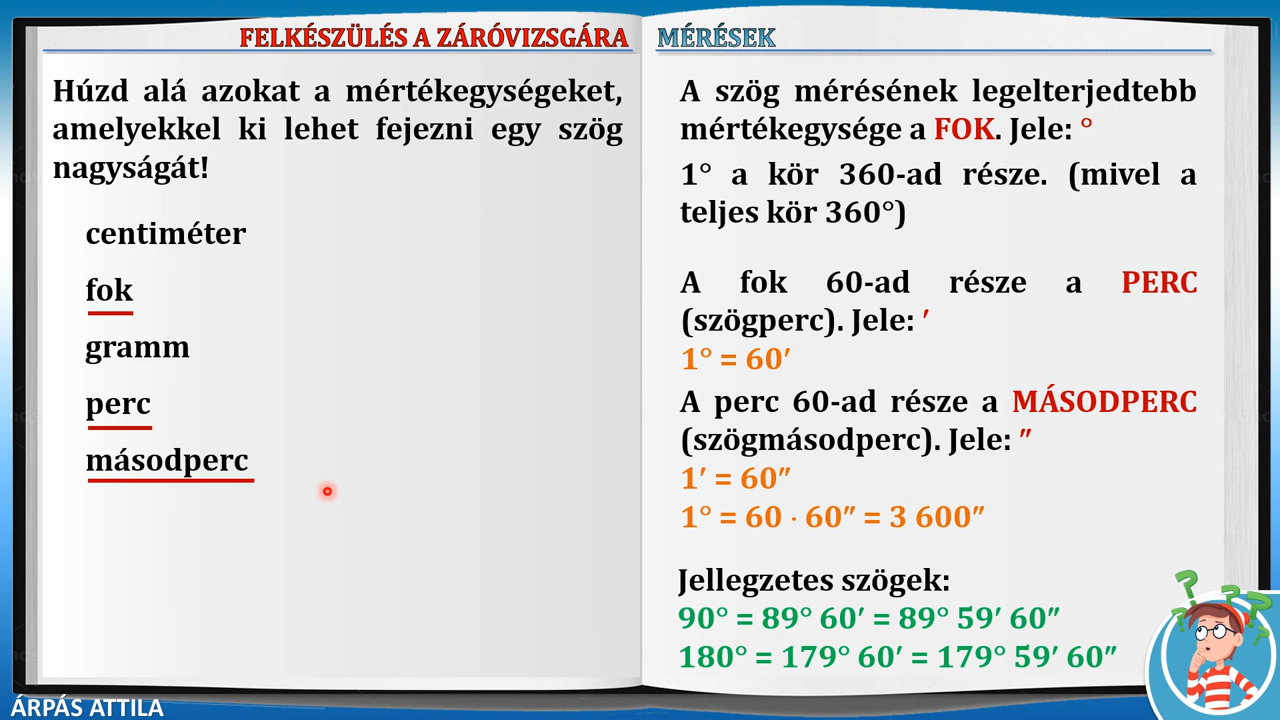 FELKÉSZÜLÉS A ZÁRÓVIZSGÁRA
Húzd alá azokat a mértékegységeket,
amelyekkel ki lehet fejezni egy szög
nagyságát!
centiméter
fok
gramm
perc
másodperc
MÉRÉSEK
A szög mérésének legelterjedtebb
mértékegysége a FOK. Jele: °
1° a kör 360-ad része. (mivel a
teljes kör 360°)
A fok 60-ad része a PERC
(szögperc). Jele: ′
1° = 60′
A perc 60-ad része a MÁSODPERC
(szögmásodperc). Jele: ″
1′ = 60″
1° = 60 · 60″ = 3 600″
Jellegzetes szögek:
90° = 89° 60′ = 89° 59′ 60″
180° = 179° 60′ = 179° 59′ 60″
ÁRPÁS ATTILA